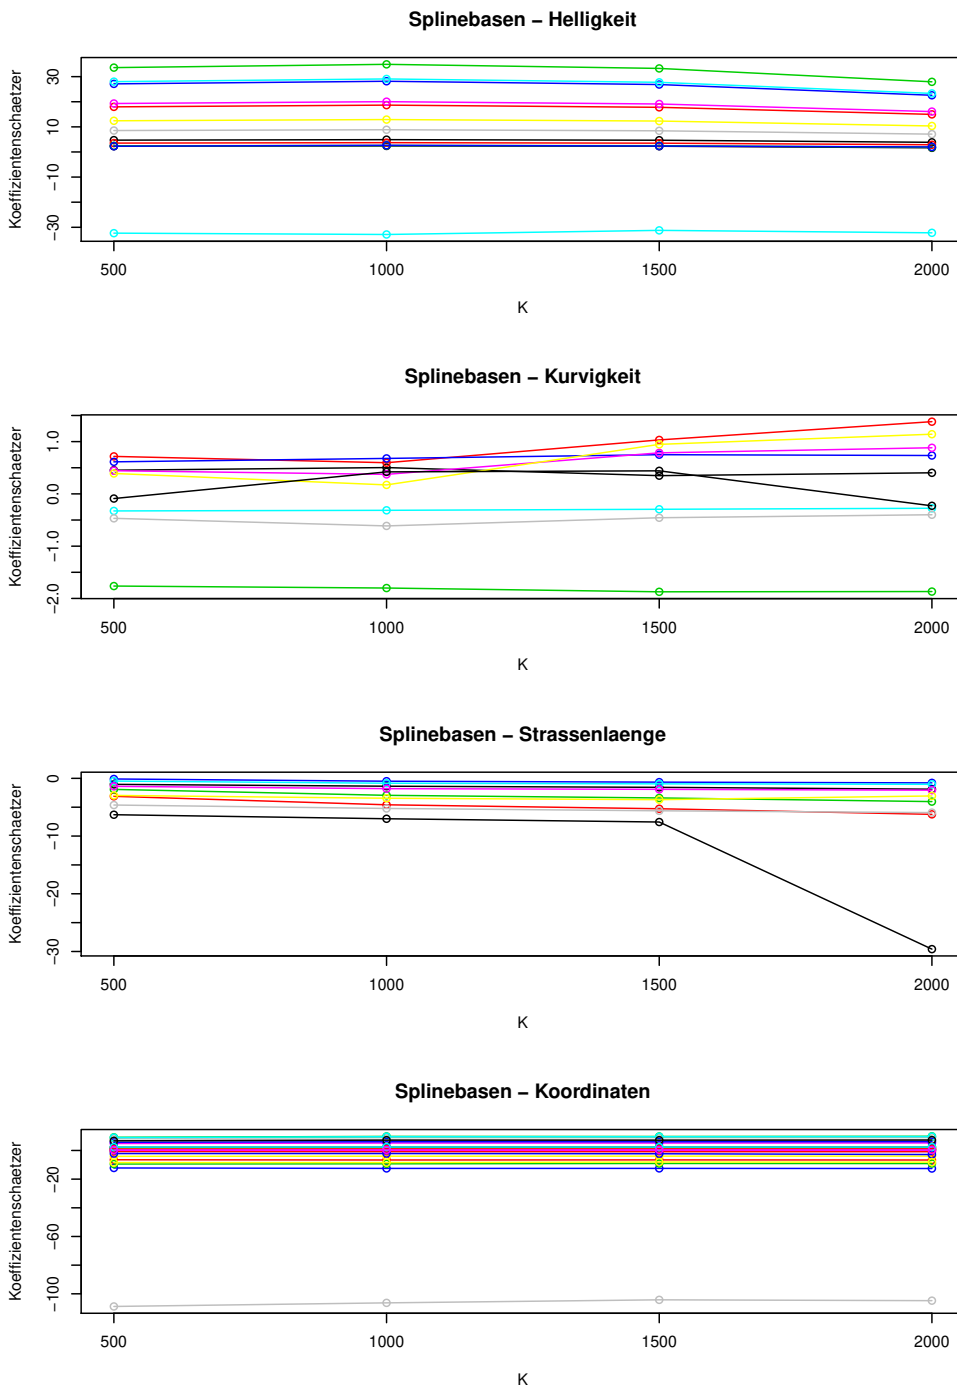 Splinebasen – Helligkeit
Koeffizientenschaetzer
30
10
−10
−30
500 1000 1500 2000
K
Splinebasen – Kurvigkeit
Koeffizientenschaetzer
1.0
0.0
−1.0
−2.0
500 1000 1500 2000
K
Splinebasen – Strassenlaenge
Koeffizientenschaetzer
0
−10
−20
−30
500 1000 1500 2000
K
Splinebasen – Koordinaten
Koeffizientenschaetzer
−20
−60
−100
500 1000 1500 2000
K